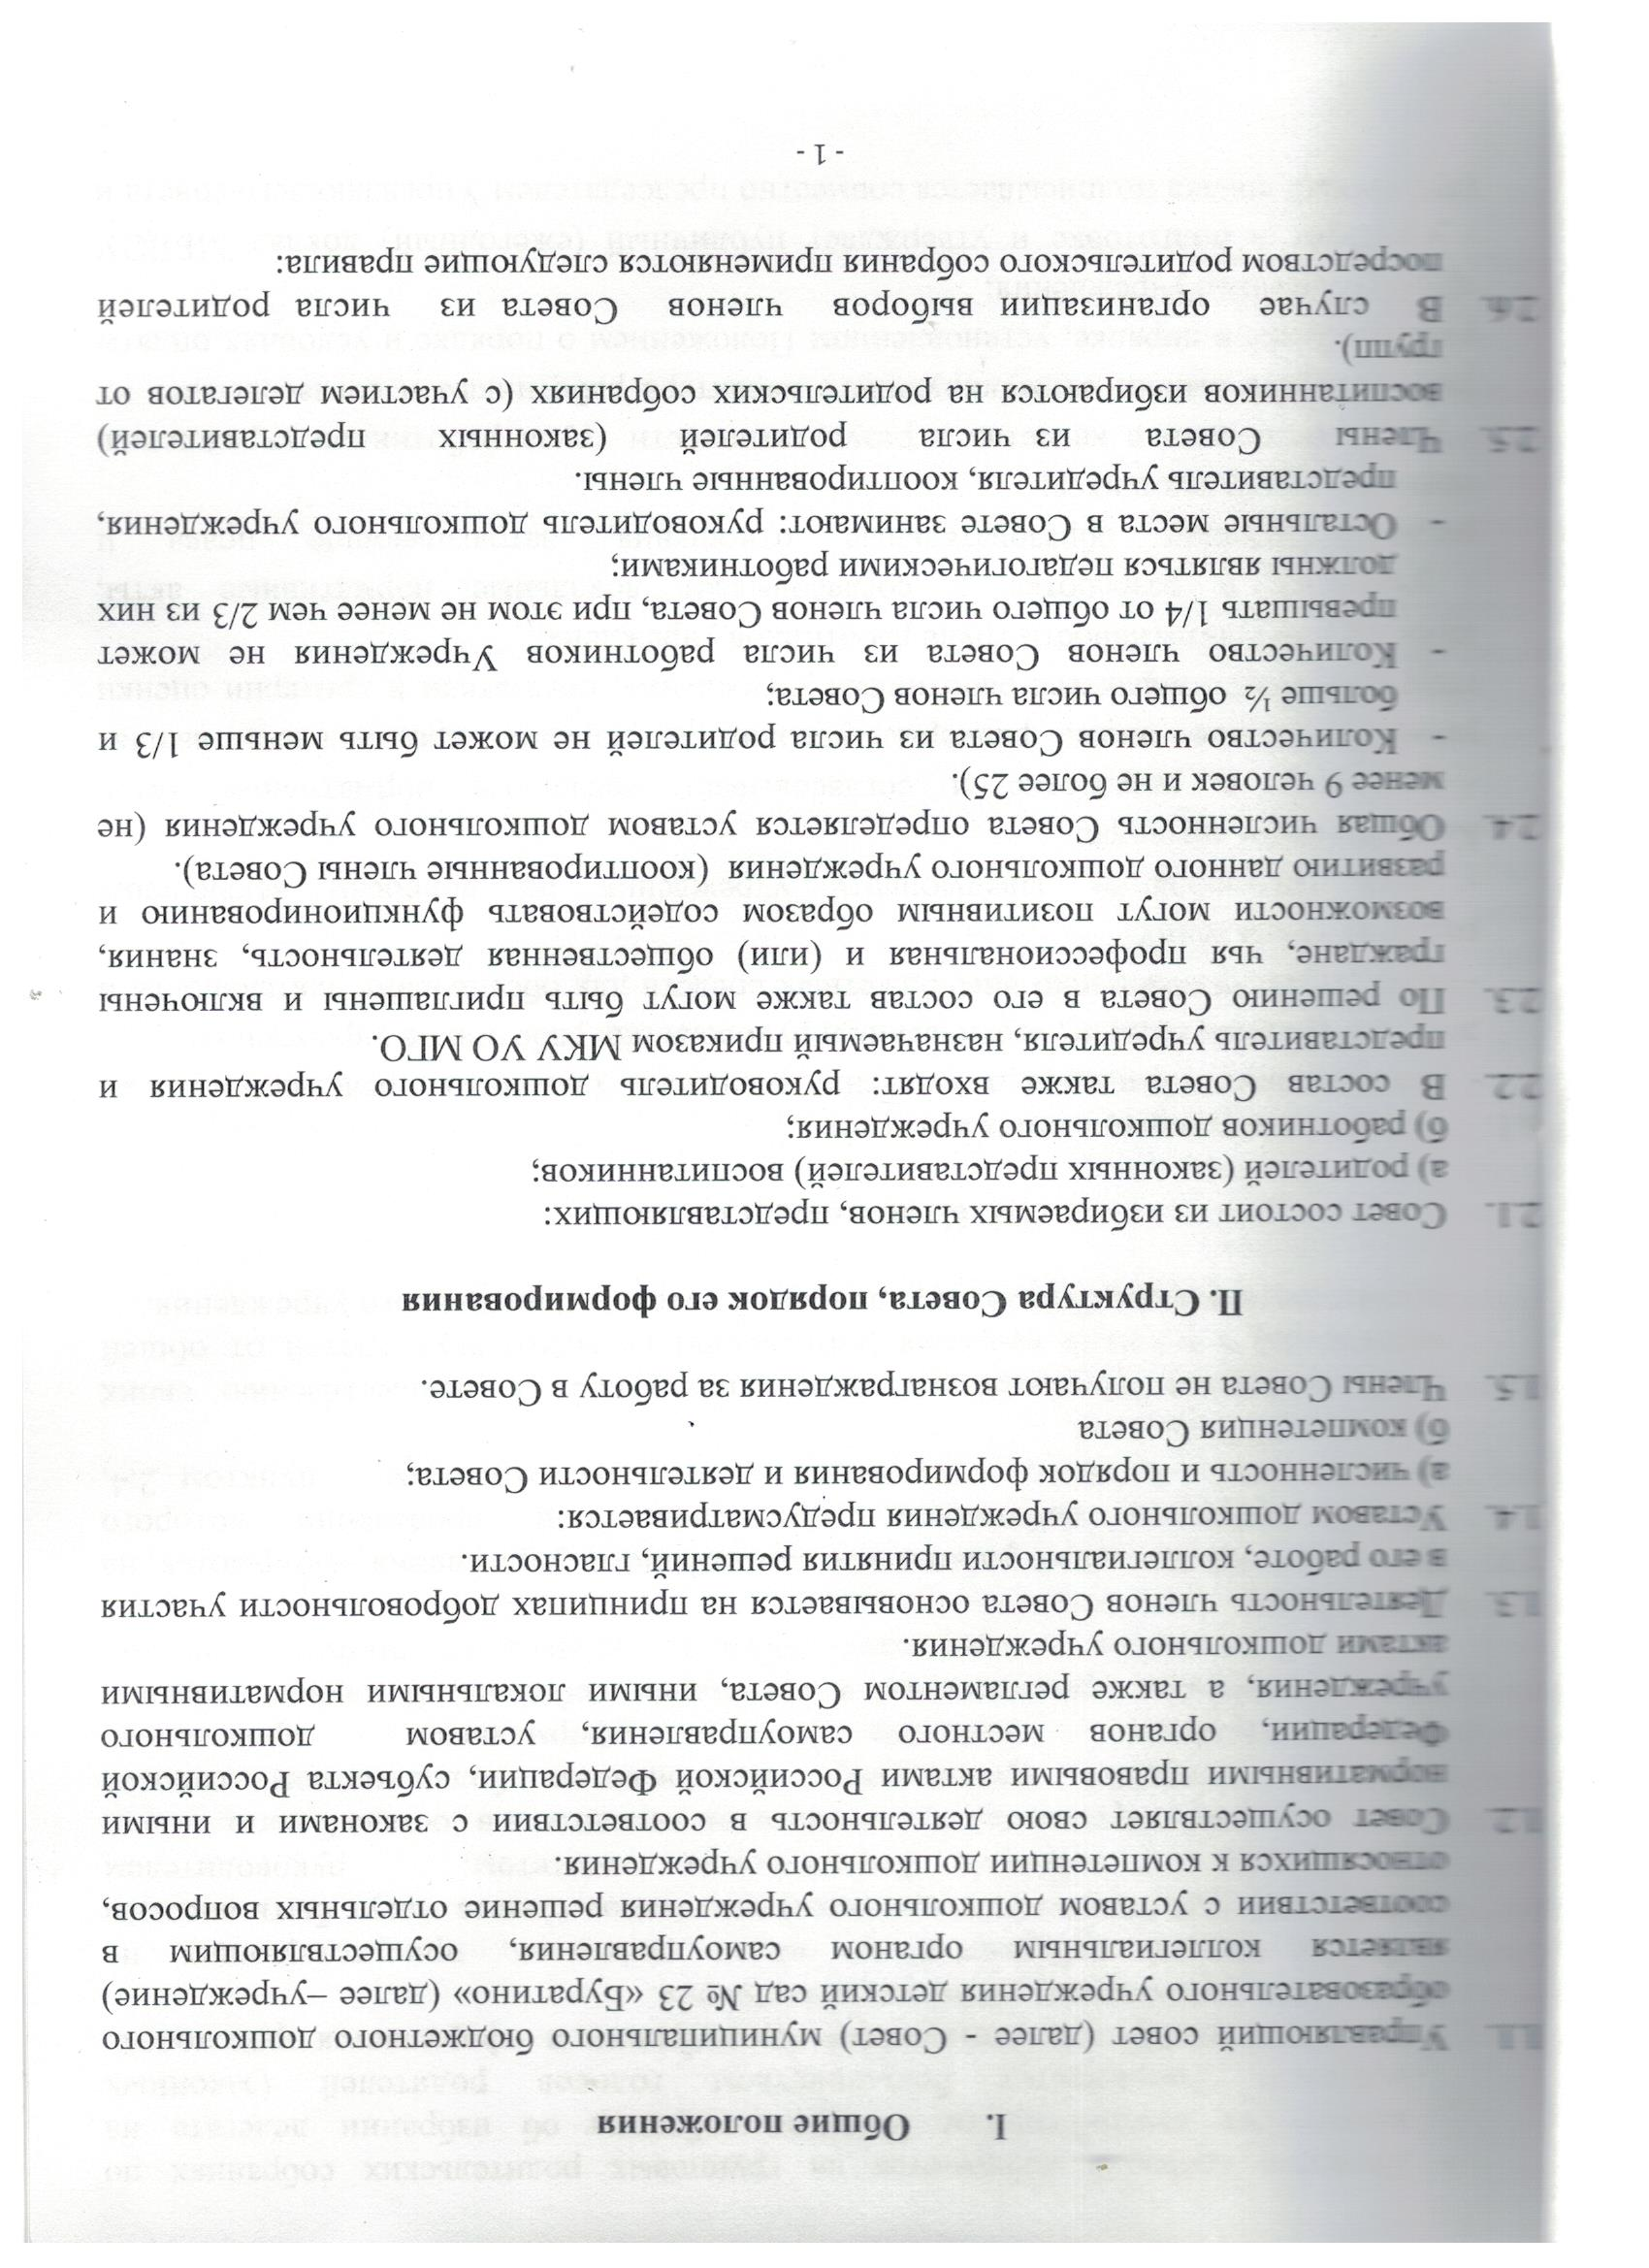 I. Общие положения
1.1. Управляющий совет (далее - Совет) муниципального бюджетного дошкольного
образовательного учреждения детский сад № 23 «Буратино» (далее –учреждение)
является коллегиальным органом самоуправления, осуществляющим в
соответствии с уставом дошкольного учреждения решение отдельных вопросов,
относящихся к компетенции дошкольного учреждения.
1.2. Совет осуществляет свою деятельность в соответствии с законами и иными
нормативными правовыми актами Российской Федерации, субъекта Российской
Федерации, органов местного самоуправления, уставом дошкольного
учреждения, а также регламентом Совета, иными локальными нормативными
актами дошкольного учреждения.
1.3. Деятельность членов Совета основывается на принципах добровольности участия
в его работе, коллегиальности принятия решений, гласности.
1.4. Уставом дошкольного учреждения предусматривается:
а) численность и порядок формирования и деятельности Совета;
б) компетенция Совета
1.5. Члены Совета не получают вознаграждения за работу в Совете.
II. Структура Совета, порядок его формирования
2.1. Совет состоит из избираемых членов, представляющих:
а) родителей (законных представителей) воспитанников;
б) работников дошкольного учреждения;
2.2. В состав Совета также входят: руководитель дошкольного учреждения и
представитель учредителя, назначаемый приказом МКУ УО МГО.
2.3. По решению Совета в его состав также могут быть приглашены и включены
граждане, чья профессиональная и (или) общественная деятельность, знания,
возможности могут позитивным образом содействовать функционированию и
развитию данного дошкольного учреждения (кооптированные члены Совета).
2.4. Общая численность Совета определяется уставом дошкольного учреждения (не
менее 9 человек и не более 25).
- Количество членов Совета из числа родителей не может быть меньше 1/3 и
больше ½ общего числа членов Совета;
- Количество членов Совета из числа работников Учреждения не может
превышать 1/4 от общего числа членов Совета, при этом не менее чем 2/3 из них
должны являться педагогическими работниками;
- Остальные места в Совете занимают: руководитель дошкольного учреждения,
представитель учредителя, кооптированные члены.
2.5. Члены Совета из числа родителей (законных представителей)
воспитанников избираются на родительских собраниях (с участием делегатов от
групп).
2.6. В случае организации выборов членов Совета из числа родителей
посредством родительского собрания применяются следующие правила:
- 1 -